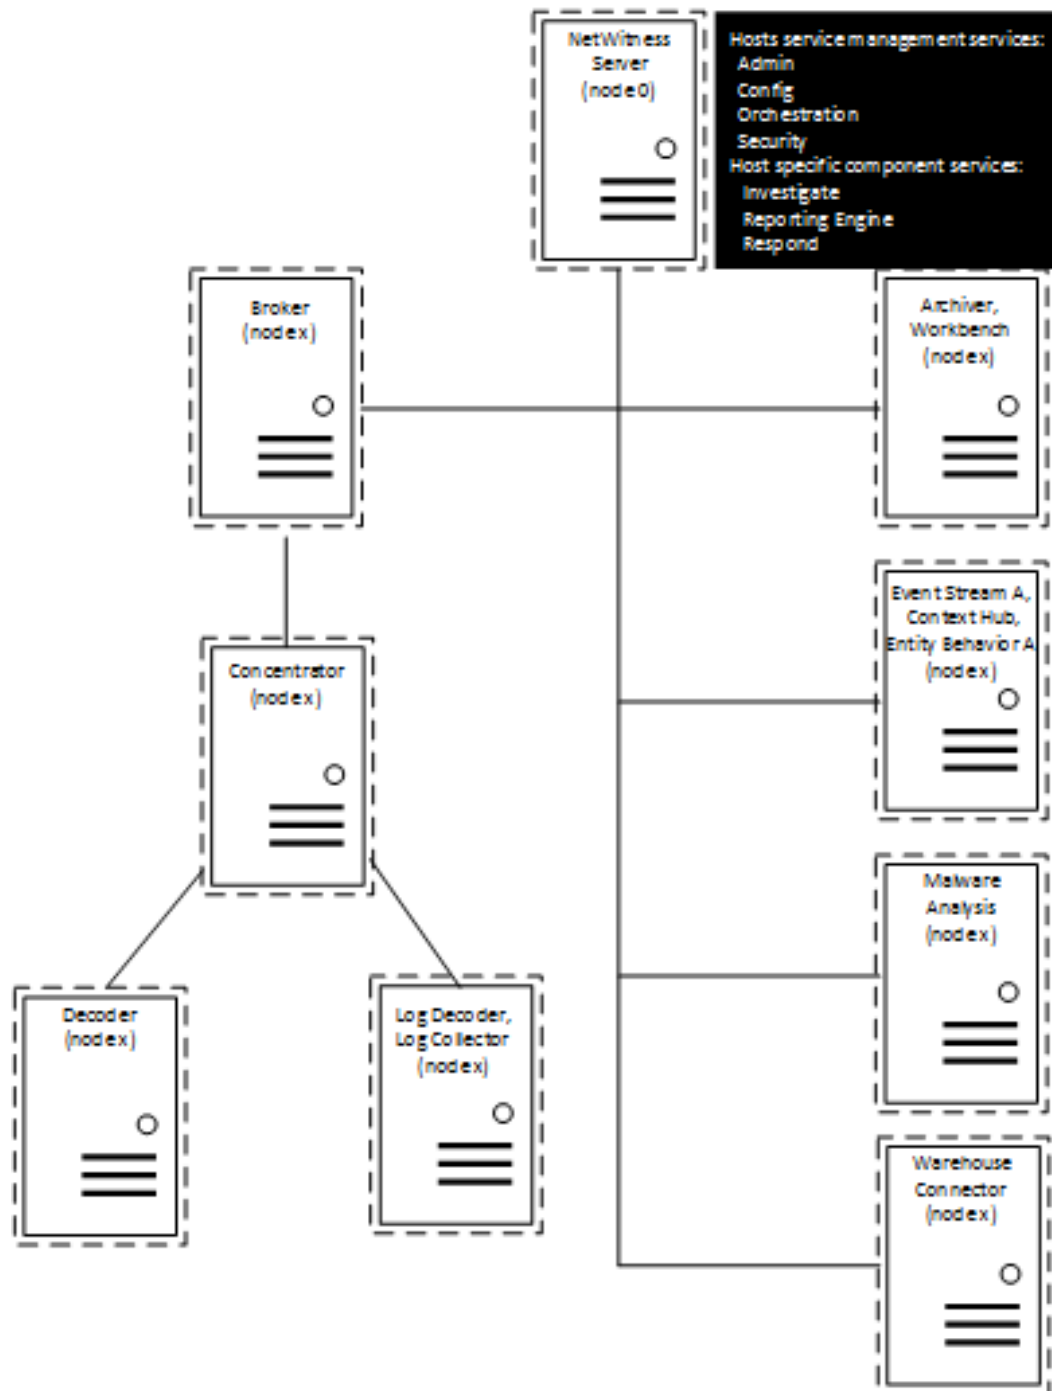 NetWitness
Server
(node0)
Hosts service management services:
Admin
Config
Orchestration
Security
Host specific component services:
Investigate
Reporting Engine
Respond
Broker
(nodex)
Archiver,
Workbench
(nodex)
Event Stream A,
Context Hub,
Entity Behavior A
(nodex)
Concentrator
(nodex)
Malware
Analysis
(nodex)
Decoder
(nodex)
Log Decoder,
Log Collector
(nodex)
Warehouse
Connector
(nodex)